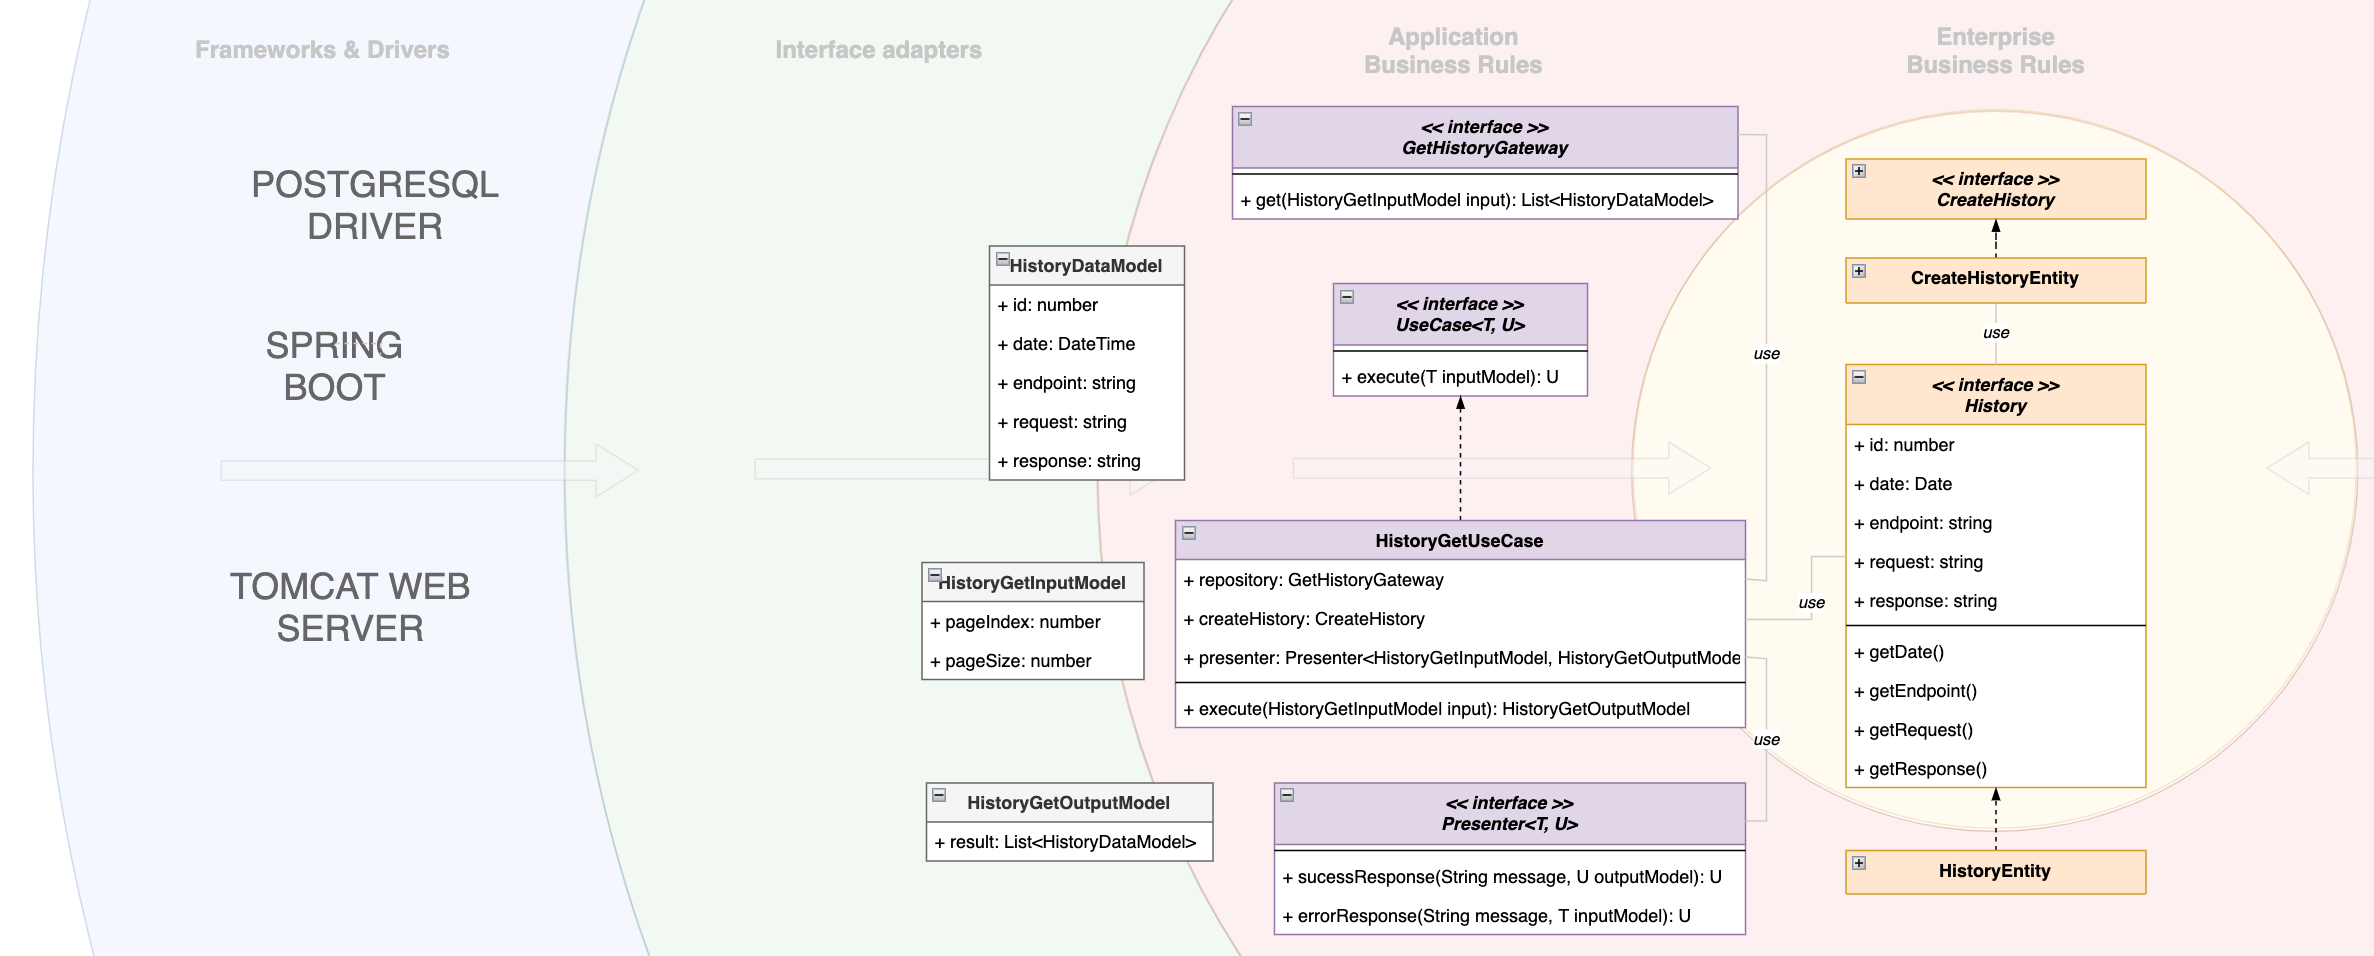 Frameworks & Drivers
Interface adapters
Application
Business Rules
Enterprise
Business Rules
POSTGRESQL
DRIVER
SPRING
BOOT
TOMCAT WEB
SERVER
HistoryDataModel
+ id: number
+ date: DateTime
+ endpoint: string
+ request: string
+ response: string
HistoryGetInputModel
+ pageIndex: number
+ pageSize: number
HistoryGetOutputModel
+ result: List<HistoryDataModel>
<< interface >>
GetHistoryGateway
+ get(HistoryGetInputModel input): List<HistoryDataModel>
<< interface >>
UseCase<T, U>
+ execute(T inputModel): U
HistoryGetUseCase
+ repository: GetHistoryGateway
+ createHistory: CreateHistory
+ presenter: Presenter<HistoryGetInputModel, HistoryGetOutputMode
+ execute(HistoryGetInputModel input): HistoryGetOutputModel
<< interface >>
Presenter<T, U>
+ sucessResponse(String message, U outputModel): U
+ errorResponse(String message, T inputModel): U
use
use
use
<< interface >>
CreateHistory
CreateHistoryEntity
use
<< interface >>
History
+ id: number
+ date: Date
+ endpoint: string
+ request: string
+ response: string
+ getDate()
+ getEndpoint()
+ getRequest()
+ getResponse()
HistoryEntity